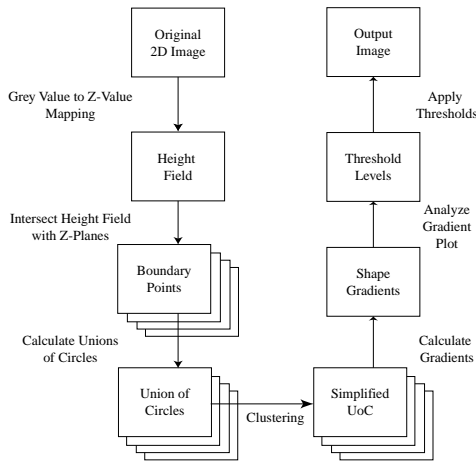 Original
2D Image
Grey Value to Z-Value
Mapping
Height
Field
Intersect Height Field
with Z-Planes
Boundary
Points
Calculate Unions
of Circles
Union of
Circles
Clustering
Simplified
UoC
Calculate
Gradients
Shape
Gradients
Analyze
Gradient
Plot
Threshold
Levels
Apply
Thresholds
Output
Image